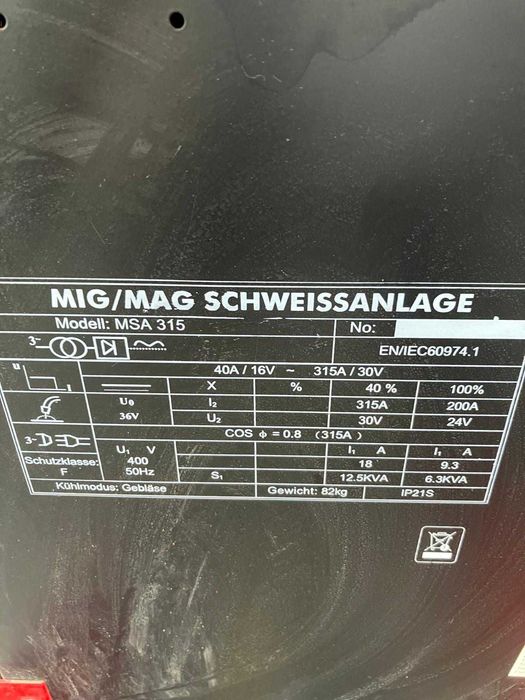 MIG/MAG SCHWEISSANLAGE
Modell: MSA 315 No:
3~ EN/IEC60974.1
40A / 16V ~ 315A / 30V
U I X % 40 % 100%
U0 I2 315A 200A
36V U2 30V 24V
COS ϕ = 0.8 (315A)
3~ U1 V I1 A I1 A
Schutzklasse: 400 18 9.3
F 50Hz S1 12.5KVA 6.3KVA
Kühlmodus: Gebläse Gewicht: 82kg IP21S